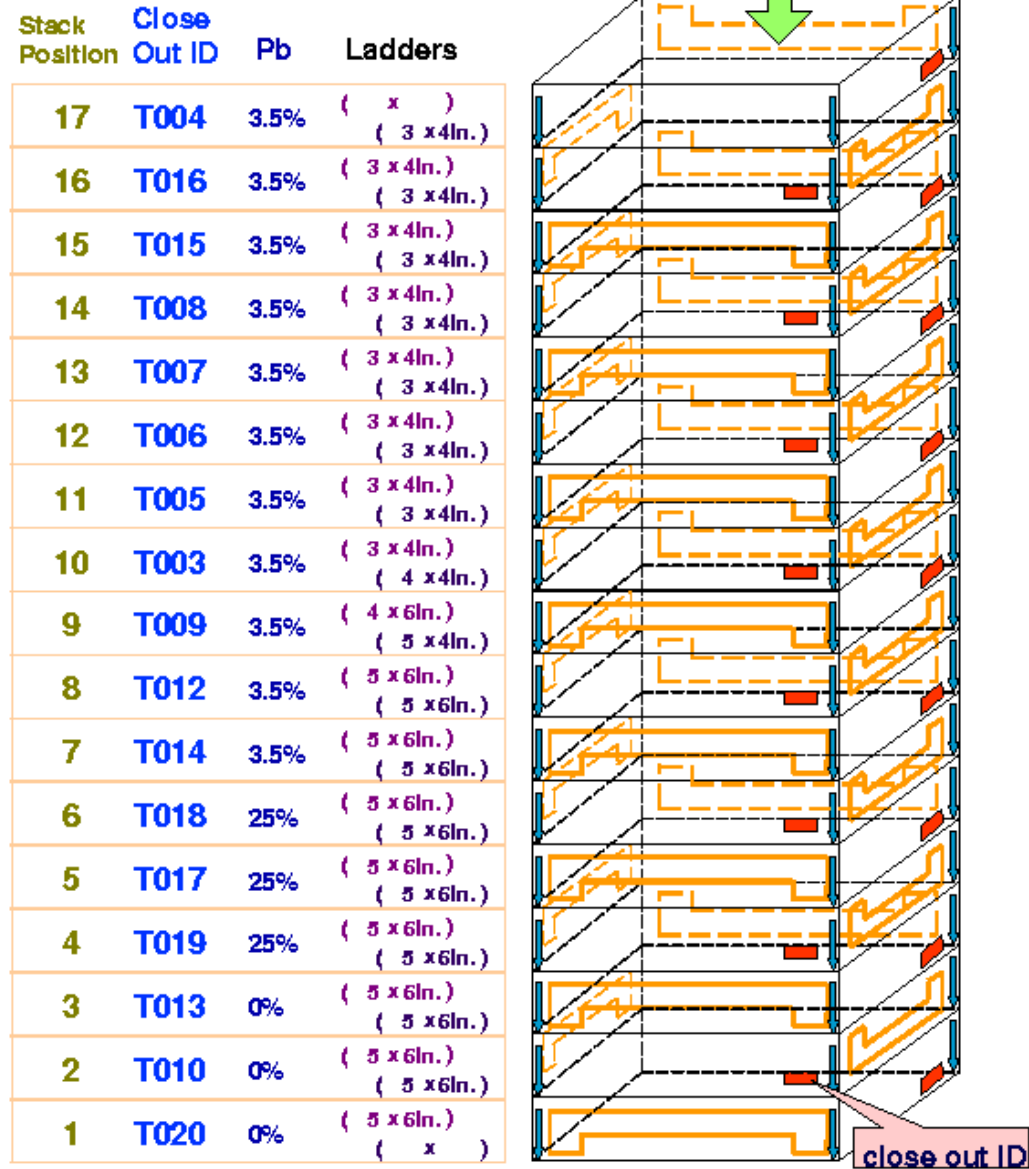 Stack Position Close Out ID Pb Ladders
17 T004 3.5% ( x )
( 3 x4In.)
16 T016 3.5% ( 3 x4In.)
( 3 x4In.)
15 T015 3.5% ( 3 x4In.)
( 3 x4In.)
14 T008 3.5% ( 3 x4In.)
( 3 x4In.)
13 T007 3.5% ( 3 x4In.)
( 3 x4In.)
12 T006 3.5% ( 3 x4In.)
( 3 x4In.)
11 T005 3.5% ( 3 x4In.)
( 3 x4In.)
10 T003 3.5% ( 3 x4In.)
( 4 x4In.)
9 T009 3.5% ( 4 x6In.)
( 5 x4In.)
8 T012 3.5% ( 5 x6In.)
( 5 x6In.)
7 T014 3.5% ( 5 x6In.)
( 5 x6In.)
6 T018 25% ( 5 x6In.)
( 5 x6In.)
5 T017 25% ( 5 x6In.)
( 5 x6In.)
4 T019 25% ( 5 x6In.)
( 5 x6In.)
3 T013 0% ( 5 x6In.)
( 5 x6In.)
2 T010 0% ( 5 x6In.)
( 5 x6In.)
1 T020 0% ( 5 x6In.)
( x )
close out ID